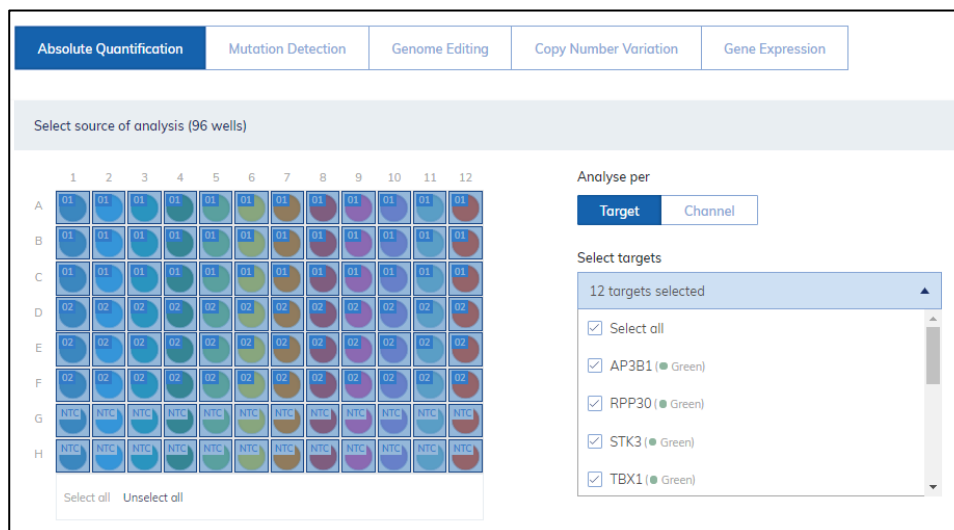 Absolute Quantification Mutation Detection Genome Editing Copy Number Variation Gene Expression
Select source of analysis (96 wells)
Analyse per
Target Channel
Select targets
12 targets selected
Select all
AP3B1 (Green)
RPP30 (Green)
STK3 (Green)
TBX1 (Green)
1 2 3 4 5 6 7 8 9 10 11 12
A 01 01 01 01 01 01 01 01 01 01 01 01
B 01 01 01 01 01 01 01 01 01 01 01 01
C 01 01 01 01 01 01 01 01 01 01 01 01
D 02 02 02 02 02 02 02 02 02 02 02 02
E 02 02 02 02 02 02 02 02 02 02 02 02
F 02 02 02 02 02 02 02 02 02 02 02 02
G NTC NTC NTC NTC NTC NTC NTC NTC NTC NTC NTC NTC
H NTC NTC NTC NTC NTC NTC NTC NTC NTC NTC NTC NTC
Select all Unselect all